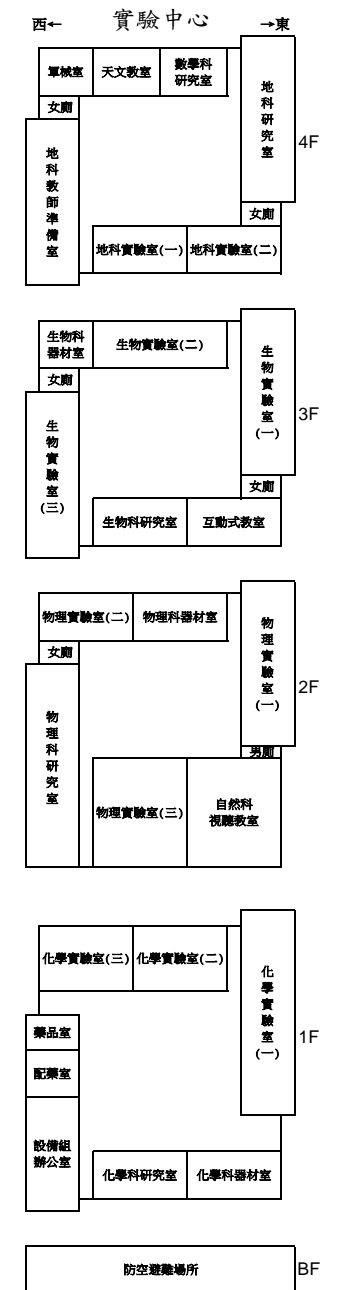 實驗中心
西← →東
軍械室 天文教室 數學科
研究室
地科研究室
女廁
4F
地科教師準備室
女廁
地科實驗室(一) 地科實驗室(二)
生物科
器材室
生物實驗室(二)
生物實驗室(一)
女廁
3F
生物實驗室(三)
女廁
生物科研究室 互動式教室
物理實驗室(二) 物理科器材室
物理實驗室(一)
女廁
2F
物理科研究室
男廁
物理實驗室(三)
自然科
視聽教室
化學實驗室(三) 化學實驗室(二)
化學實驗室(一)
藥品室
1F
配藥室
設備組
辦公室
化學科研究室 化學科器材室
防空避難場所
BF